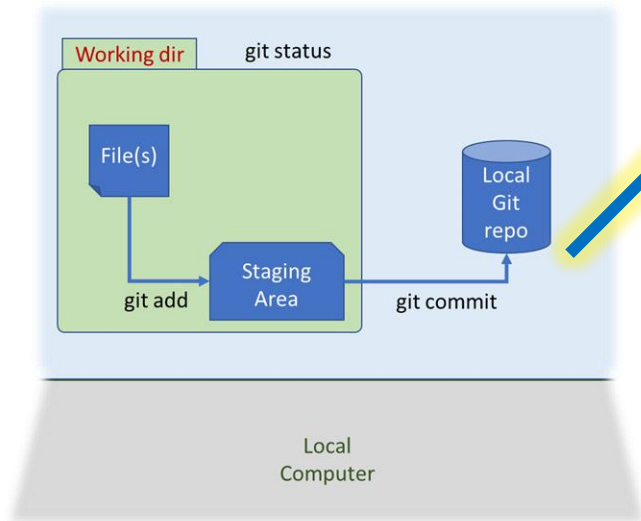 Working dir
git status
File(s)
Local
Git
repo
Staging
Area
git add
git commit
Local
Computer